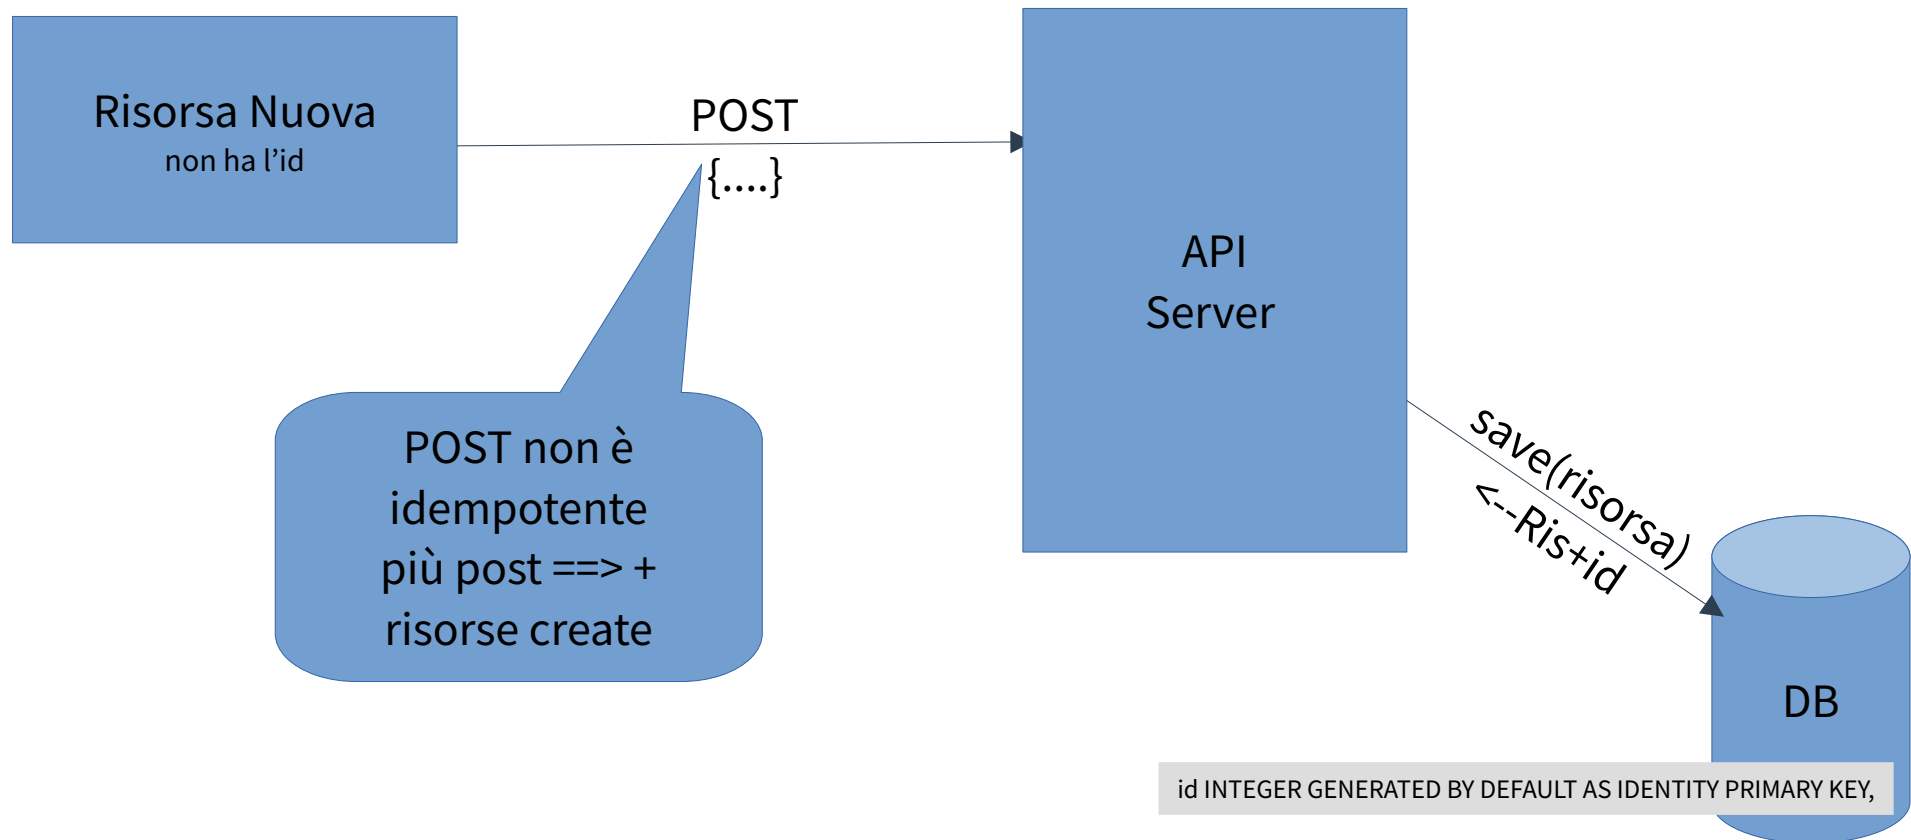 Risorsa Nuova
non ha l’id
POST
{....}
API
Server
POST non è
idempotente
più post ==> +
risorse create
save(risorsa)
<--Ris+id
DB
id INTEGER GENERATED BY DEFAULT AS IDENTITY PRIMARY KEY,